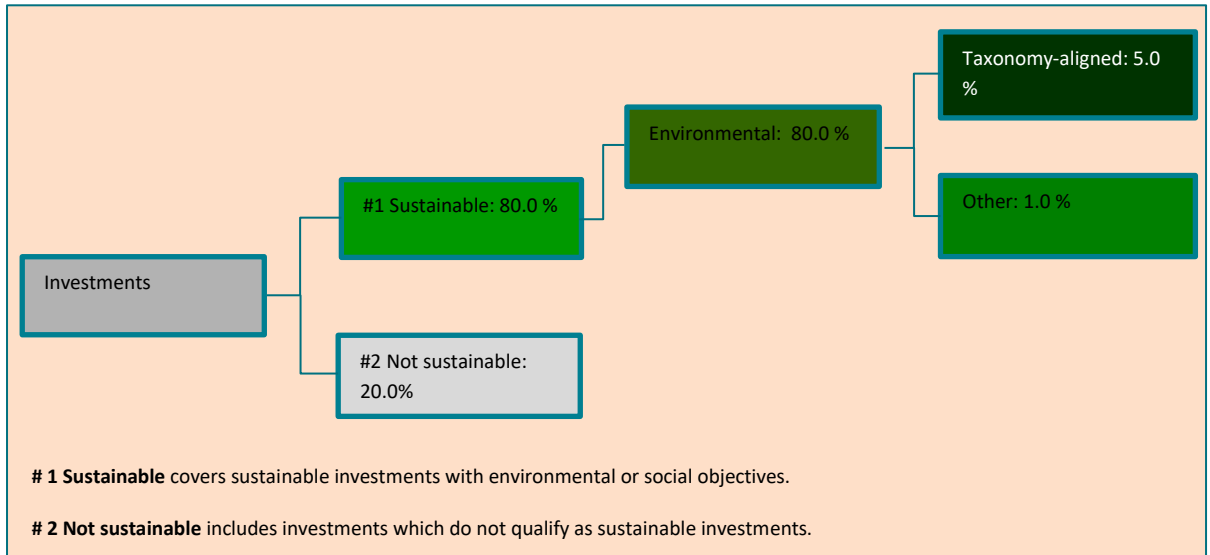 Taxonomy-aligned: 5.0
%
Environmental:  80.0 %
#1 Sustainable: 80.0 %
Other: 1.0 %
Investments
#2 Not sustainable:
20.0%
# 1 Sustainable covers sustainable investments with environmental or social objectives.
# 2 Not sustainable includes investments which do not qualify as sustainable investments.